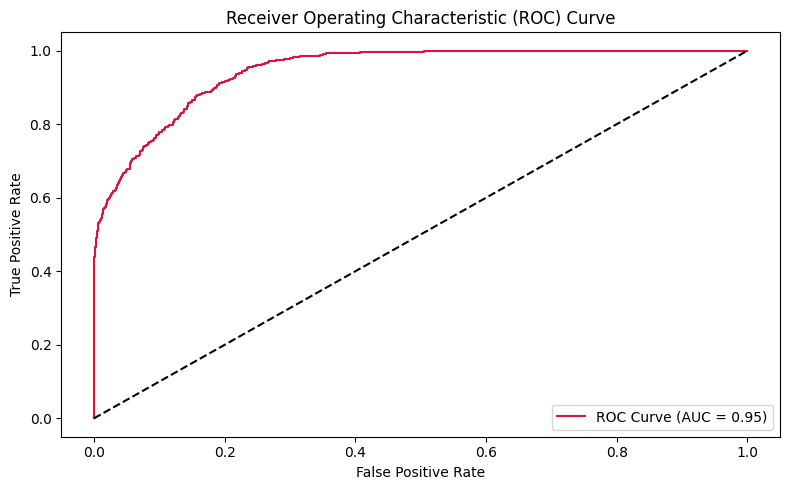 Receiver Operating Characteristic (ROC) Curve
1.0
0.8
0.6
0.4
0.2
0.0
True Positive Rate
ROC Curve (AUC = 0.95)
0.0 0.2 0.4 0.6 0.8 1.0
False Positive Rate